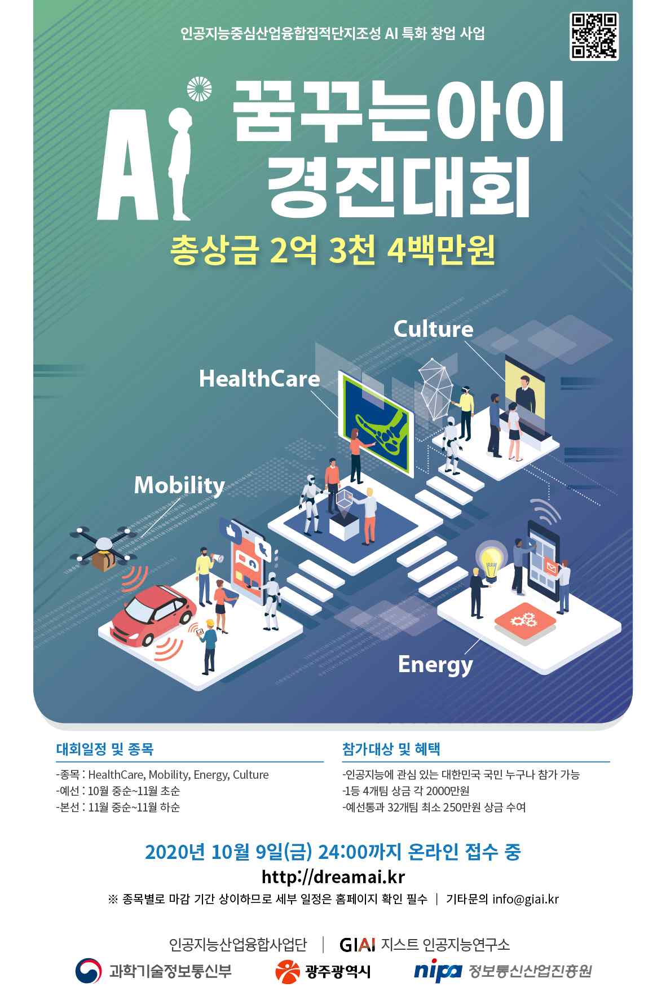 인공지능중심산업융합집적단지조성 AI 특화 창업 사업
Ai 꿈꾸는아이
경진대회
총상금 2억 3천 4백만원
Culture
HealthCare
Mobility
Energy
대회일정 및 종목
-종목 : HealthCare, Mobility, Energy, Culture
-예선 : 10월 중순~11월 초순
-본선 : 11월 중순~11월 하순
참가대상 및 혜택
-인공지능에 관심 있는 대한민국 국민 누구나 참가 가능
-1등 4개팀 상금 각 2000만원
-예선통과 32개팀 최소 250만원 상금 수여
2020년 10월 9일(금) 24:00까지 온라인 접수 중
http://dreamai.kr
※ 종목별로 마감 기간 상이하므로 세부 일정은 홈페이지 확인 필수 | 기타문의 info@giai.kr
인공지능산업융합사업단 | GIAI 지스트 인공지능연구소
과학기술정보통신부 광주광역시 nipa 정보통신산업진흥원